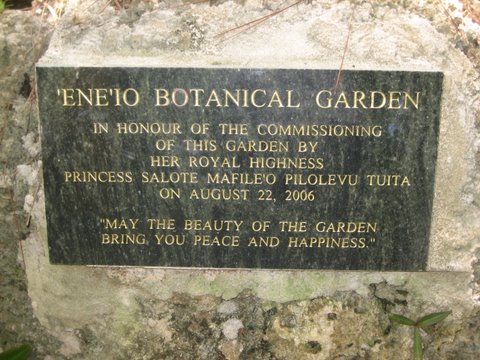 'ENE'IO BOTANICAL GARDEN
IN HONOUR OF THE COMMISSIONING
OF THIS GARDEN BY
HER ROYAL HIGHNESS
PRINCESS SALOTE MAFILE'O PILOLEVU TUITA
ON AUGUST 22, 2006
"MAY THE BEAUTY OF THE GARDEN
BRING YOU PEACE AND HAPPINESS."